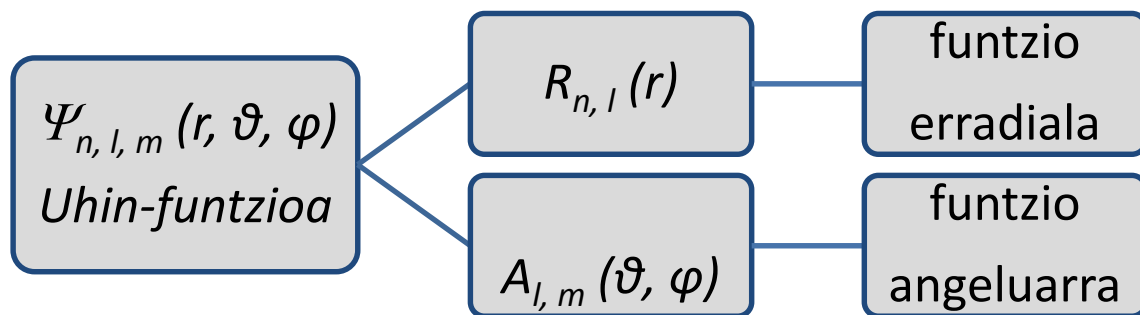 Ψn, l, m (r, ϑ, φ)
Uhin-funtzioa
Rn, l (r)
funtzio
erradiala
Al, m (ϑ, φ)
funtzio
angeluarra